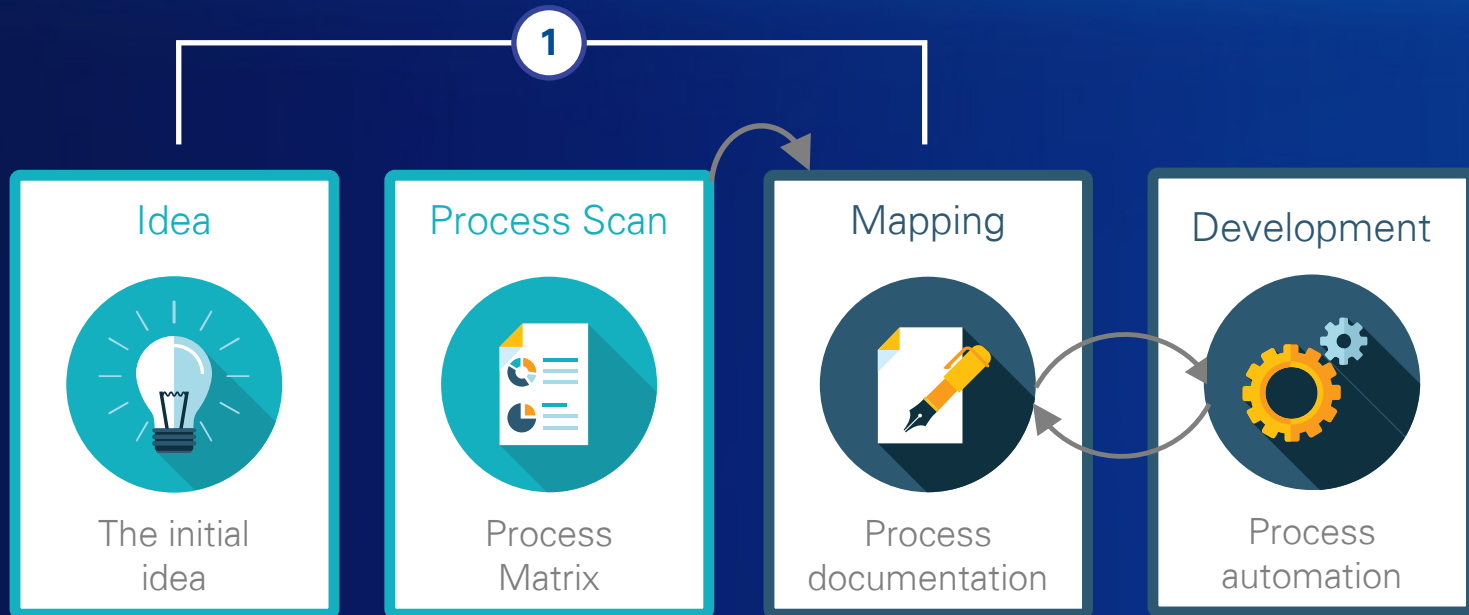 1
Idea
The initial
idea
Process Scan
Process
Matrix
Mapping
Process
documentation
Development
Process
automation